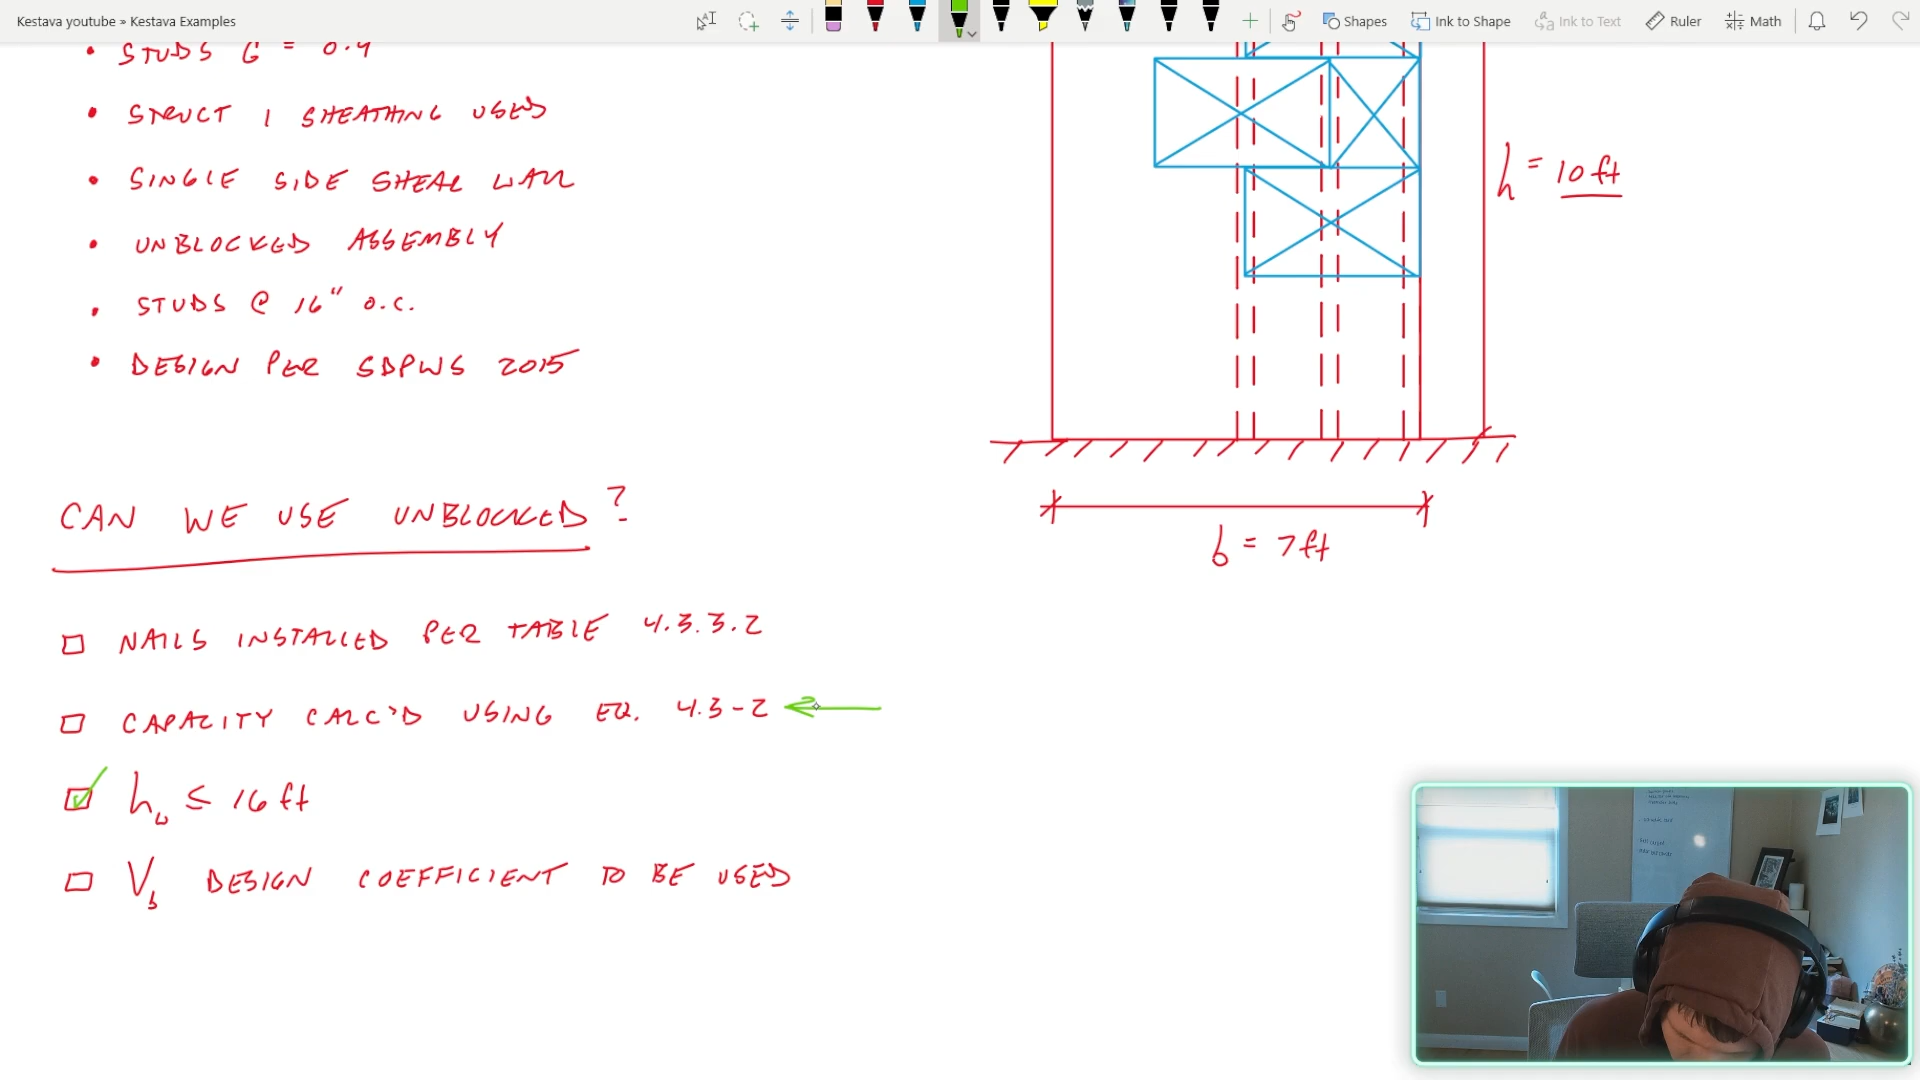 Kestava youtube » Kestava Examples
Shapes Ink to Shape Ink to Text Ruler Math
• STUDS G = 0.4
• STRUCT 1 SHEATHING USED
• SINGLE SIDE SHEAR WALL
• UNBLOCKED ASSEMBLY
• STUDS @ 16" O.C.
• DESIGN PER SDPWS 2015
h = 10 ft
b = 7 ft
CAN WE USE UNBLOCKED?
NAILS INSTALLED PER TABLE 4.3.3.2
CAPACITY CALC'D USING EQ. 4.3-2
h ≤ 16 ft
V DESIGN COEFFICIENT TO BE USED